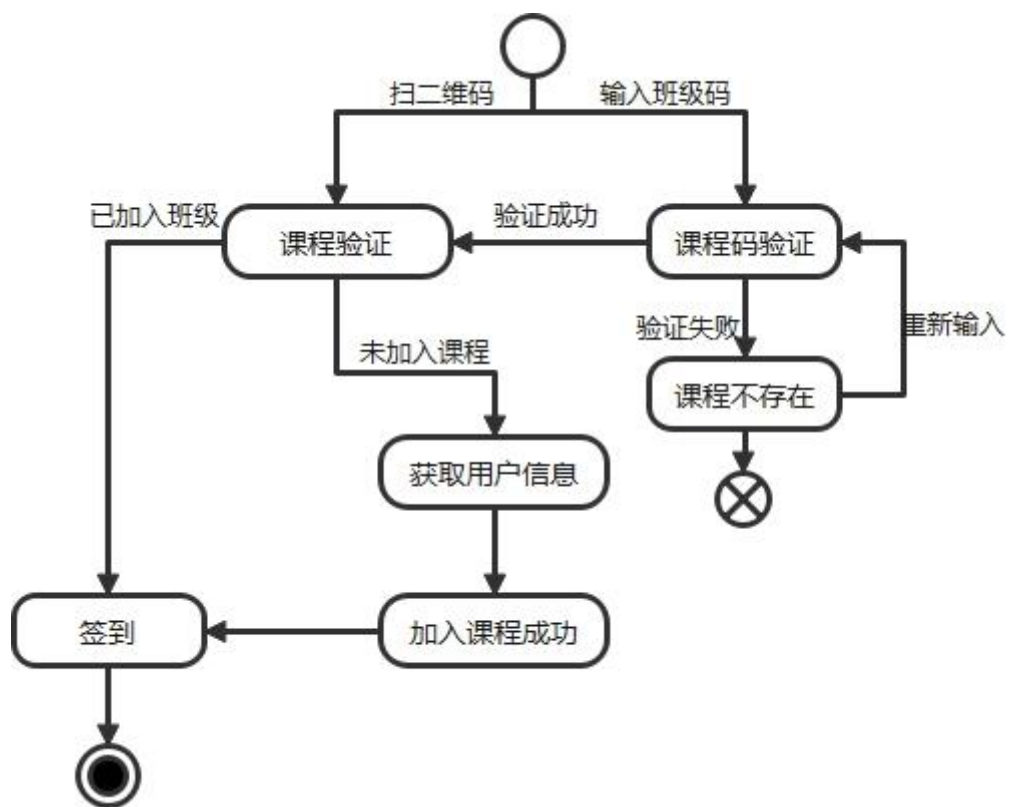 扫二维码
输入班级码
已加入班级
课程验证
验证成功
课程码验证
未加入课程
验证失败
重新输入
课程不存在
获取用户信息
签到
加入课程成功